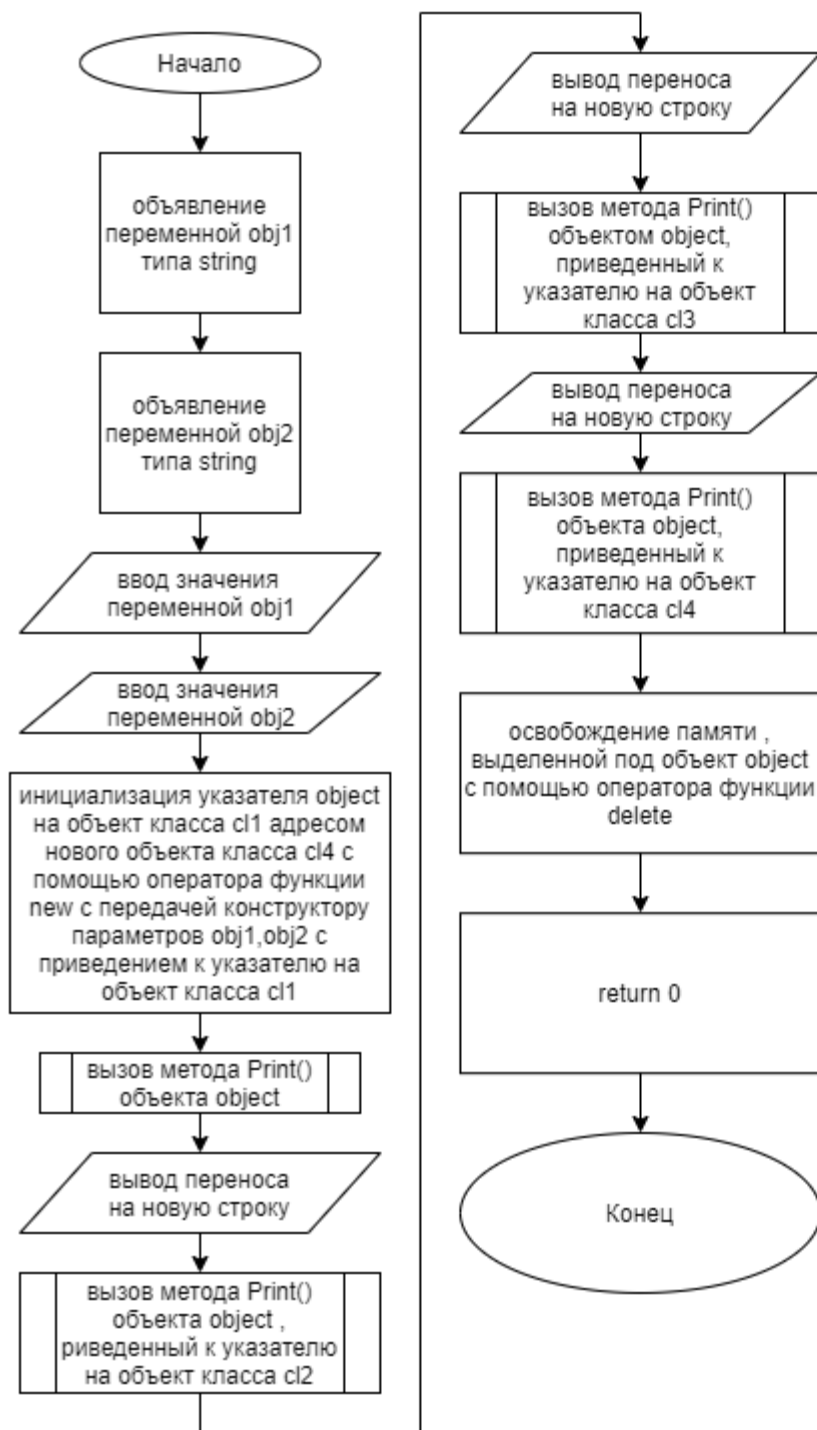 Начало
объявление
переменной obj1
типа string
объявление
переменной obj2
типа string
ввод значения
переменной obj1
ввод значения
переменной obj2
инициализация указателя object
на объект класса cl1 адресом
нового объекта класса cl4 с
помощью оператора функции
new с передачей конструктору
параметров obj1,obj2 с
приведением к указателю на
объект класса cl1
вызов метода Print()
объекта object
вывод переноса
на новую строку
вызов метода Print()
объекта object ,
риведенный к указателю
на объект класса cl2
вывод переноса
на новую строку
вызов метода Print()
объектом object,
приведенный к
указателю на объект
класса cl3
вывод переноса
на новую строку
вызов метода Print()
объекта object,
приведенный к
указателю на объект
класса cl4
освобождение памяти ,
выделенной под объект object
с помощью оператора функции
delete
return 0
Конец